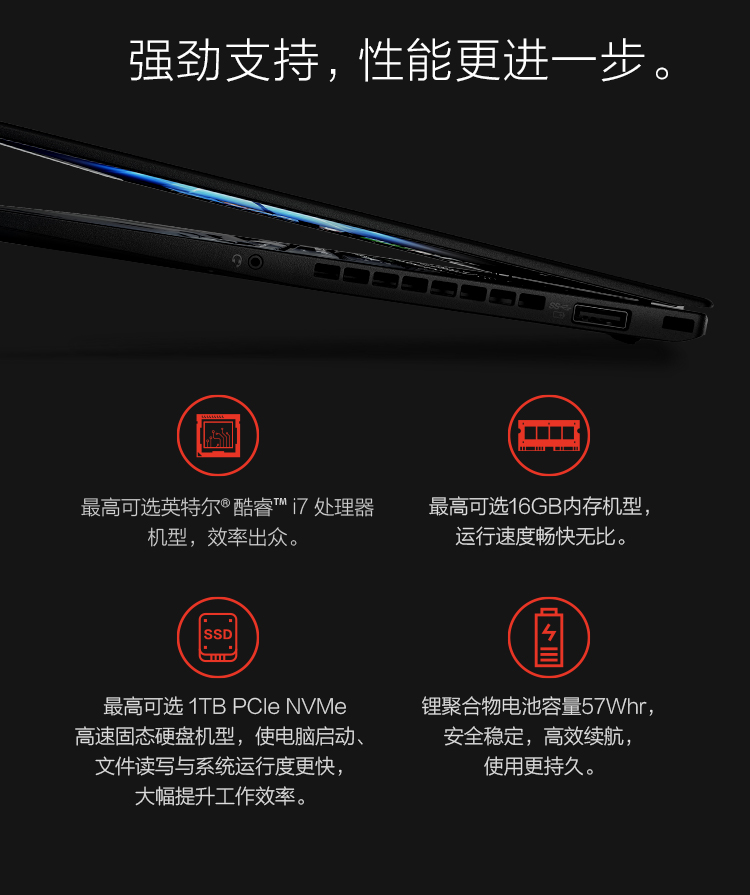 强劲支持，性能更进一步。
最高可选英特尔®酷睿™ i7 处理器
机型，效率出众。
最高可选16GB内存机型，
运行速度畅快无比。
SSD
最高可选 1TB PCIe NVMe
高速固态硬盘机型，使电脑启动、
文件读写与系统运行度更快，
大幅提升工作效率。
锂聚合物电池容量57Whr，
安全稳定，高效续航，
使用更持久。